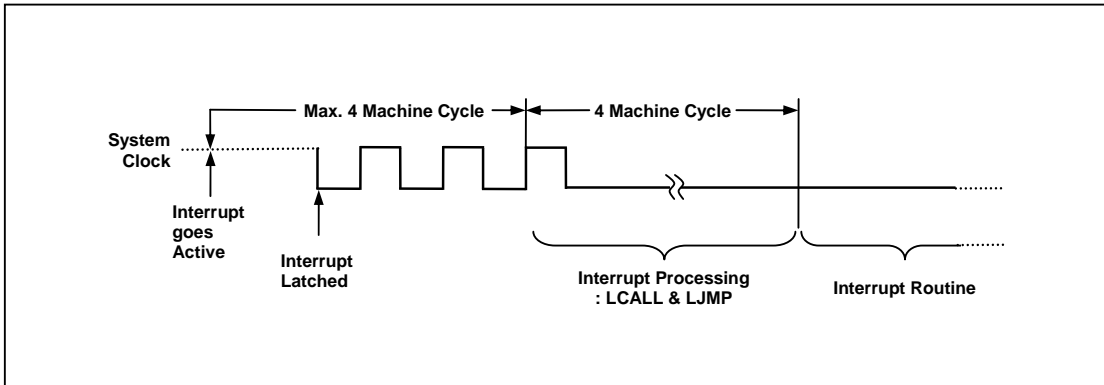 Max. 4 Machine Cycle
4 Machine Cycle
System
Clock
Interrupt
goes
Active
Interrupt
Latched
Interrupt Processing
: LCALL & LJMP
Interrupt Routine